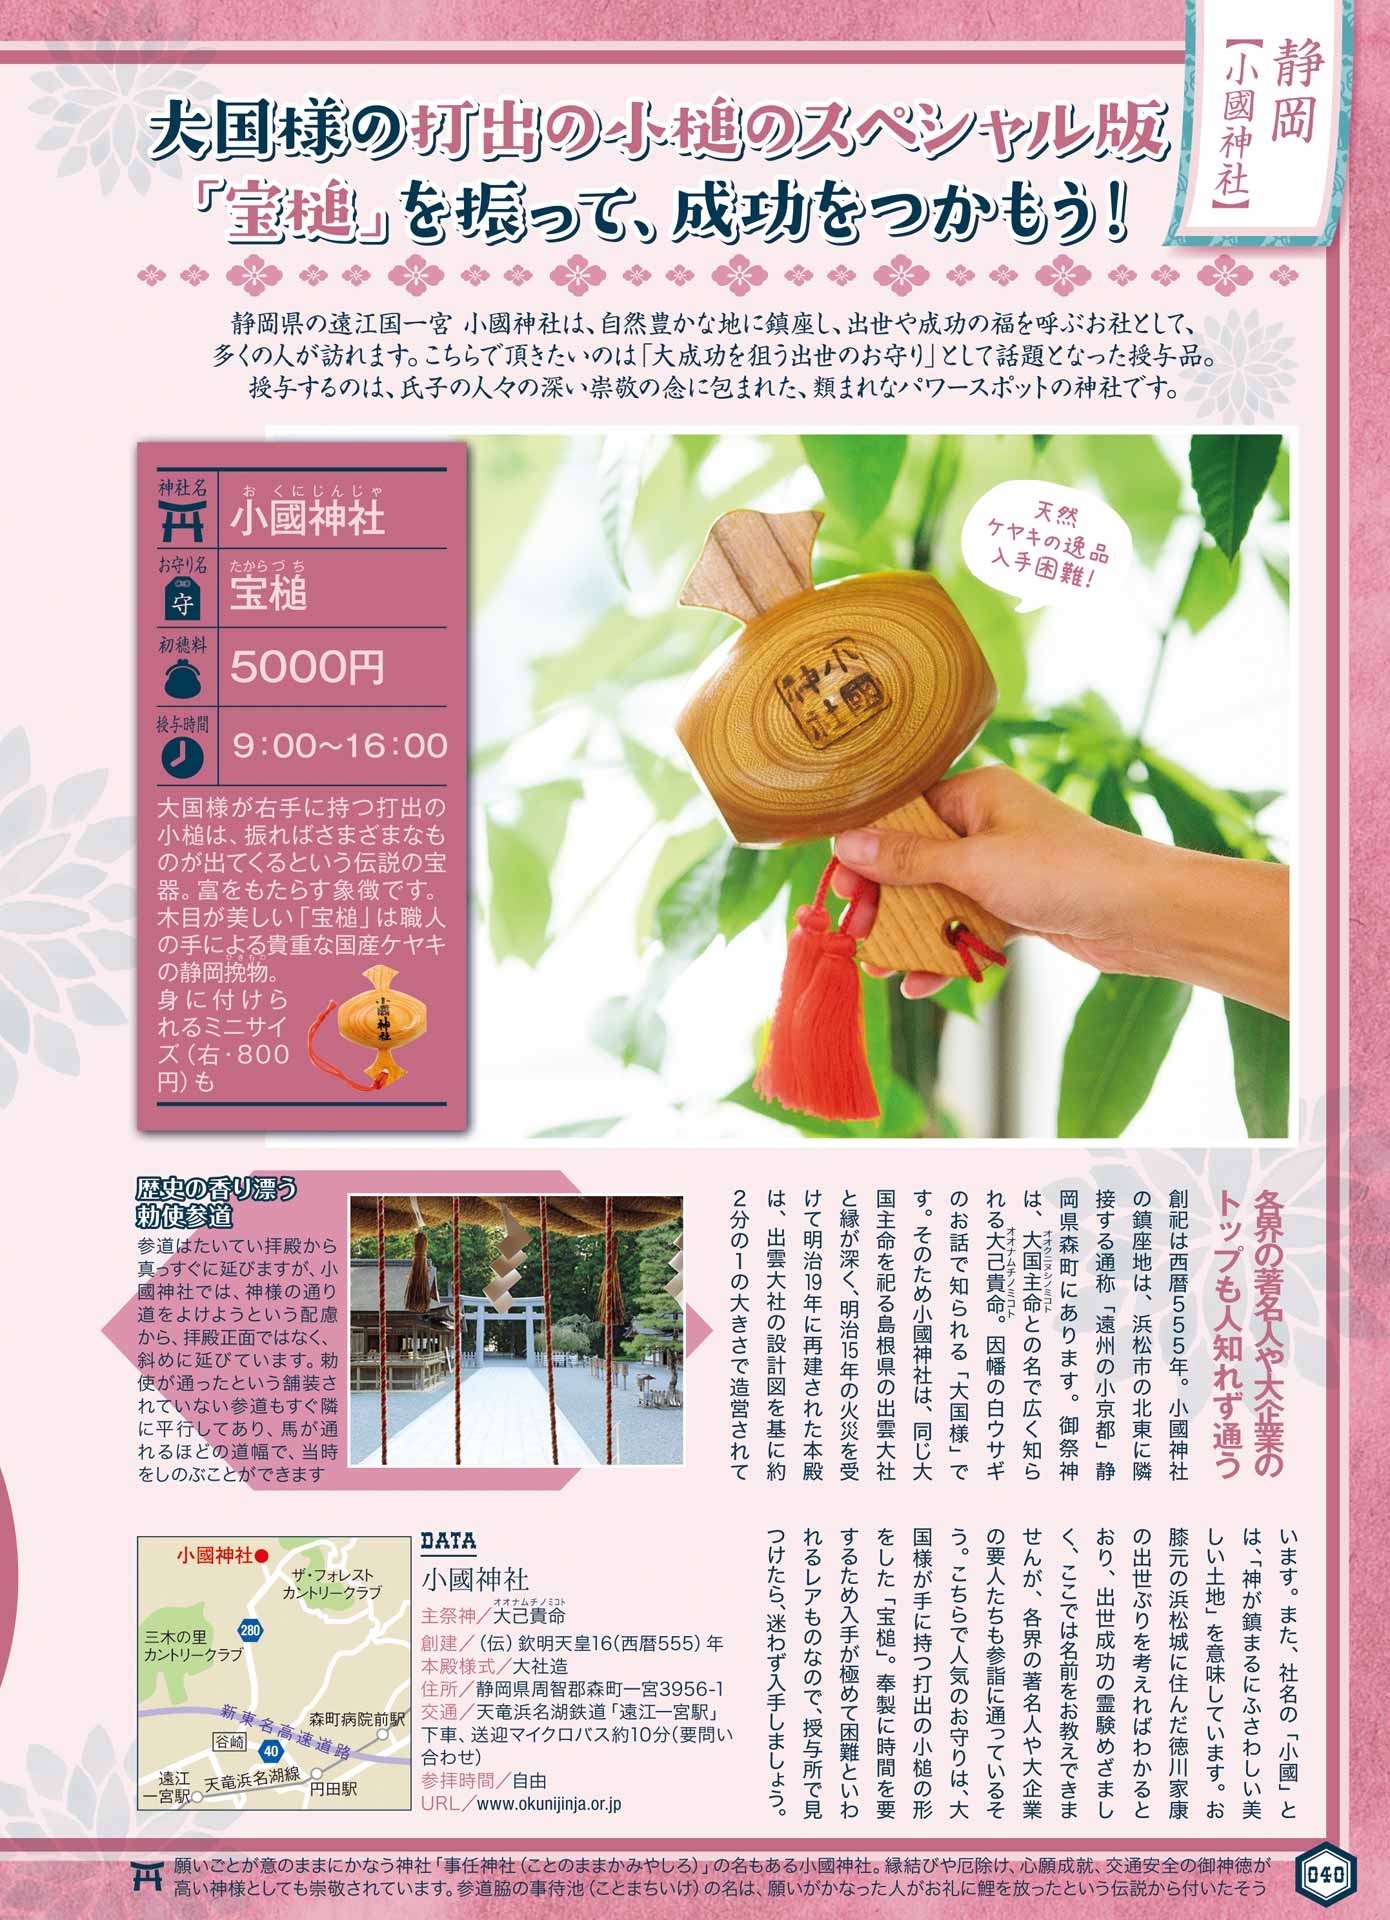 静岡
【小國神社】
大国様の打出の小槌のスペシャル版
「宝槌」を振って、成功をつかもう！
静岡県の遠江国一宮 小國神社は、自然豊かな地に鎮座し、出世や成功の福を呼ぶお社として、
多くの人が訪れます。こちらで頂きたいのは「大成功を狙う出世のお守り」として話題となった授与品。
授与するのは、氏子の人々の深い崇敬の念に包まれた、類まれなパワースポットの神社です。
神社名
おくにじんじゃ
小國神社
お守り名
守
たからづち
宝槌
初穂料
5000円
授与時間
9：00～16：00
大国様が右手に持つ打出の
小槌は、振ればさまざまなも
のが出てくるという伝説の宝
器。富をもたらす象徴です。
木目が美しい「宝槌」は職人
の手による貴重な国産ケヤキ
の静岡挽物。
ひきもの
身に付けら
れるミニサイ
ズ（右・800
円）も
小國神社
天然
ケヤキの逸品
入手困難！
小國神社
各界の著名人や大企業の
トップも人知れず通う
創祀は西暦５５５年。小國神社
の鎮座地は、浜松市の北東に隣
接する通称「遠州の小京都」静
岡県森町にあります。御祭神
は、大国主命との名で広く知ら
オオクニヌシノミコト
れる大己貴命。因幡の白ウサギ
オオナムチノミコト
のお話で知られる「大国様」で
す。そのため小國神社は、同じ大
国主命を祀る島根県の出雲大社
と縁が深く、明治15年の火災を受
けて明治19年に再建された本殿
は、出雲大社の設計図を基に約
２分の１の大きさで造営されて
います。また、社名の「小國」と
は、「神が鎮まるにふさわしい美
しい土地」を意味しています。お
膝元の浜松城に住んだ徳川家康
の出世ぶりを考えればわかると
おり、出世成功の霊験めざまし
く、ここでは名前をお教えできま
せんが、各界の著名人や大企業
の要人たちも参詣に通っているそ
う。こちらで人気のお守りは、大
国様が手に持つ打出の小槌の形
をした「宝槌」。奉製に時間を要
するため入手が極めて困難といわ
れるレアものなので、授与所で見
つけたら、迷わず入手しましょう。
歴史の香り漂う
勅使参道
参道はたいてい拝殿から
真っすぐに延びますが、小
國神社では、神様の通り
道をよけようという配慮
から、拝殿正面ではなく、
斜めに延びています。勅
使が通ったという舗装さ
れていない参道もすぐ隣
に平行してあり、馬が通
れるほどの道幅で、当時
をしのぶことができます
小國神社
ザ・フォレスト
カントリークラブ
280
三木の里
カントリークラブ
新東名高速道路
森町病院前駅
谷崎
40
遠江
一宮駅
天竜浜名湖線
円田駅
DATA
小國神社
オオナムチノミコト
主祭神／大己貴命
創建／（伝）欽明天皇16（西暦555）年
本殿様式／大社造
住所／静岡県周智郡森町一宮3956-1
交通／天竜浜名湖鉄道「遠江一宮駅」
下車、送迎マイクロバス約10分（要問い
合わせ）
参拝時間／自由
URL／www.okunijinja.or.jp
願いごとが意のままにかなう神社「事任神社（ことのままかみやしろ）」の名もある小國神社。縁結びや厄除け、心願成就、交通安全の御神徳が
高い神様としても崇敬されています。参道脇の事待池（ことまちいけ）の名は、願いがかなった人がお礼に鯉を放ったという伝説から付いたそう
040